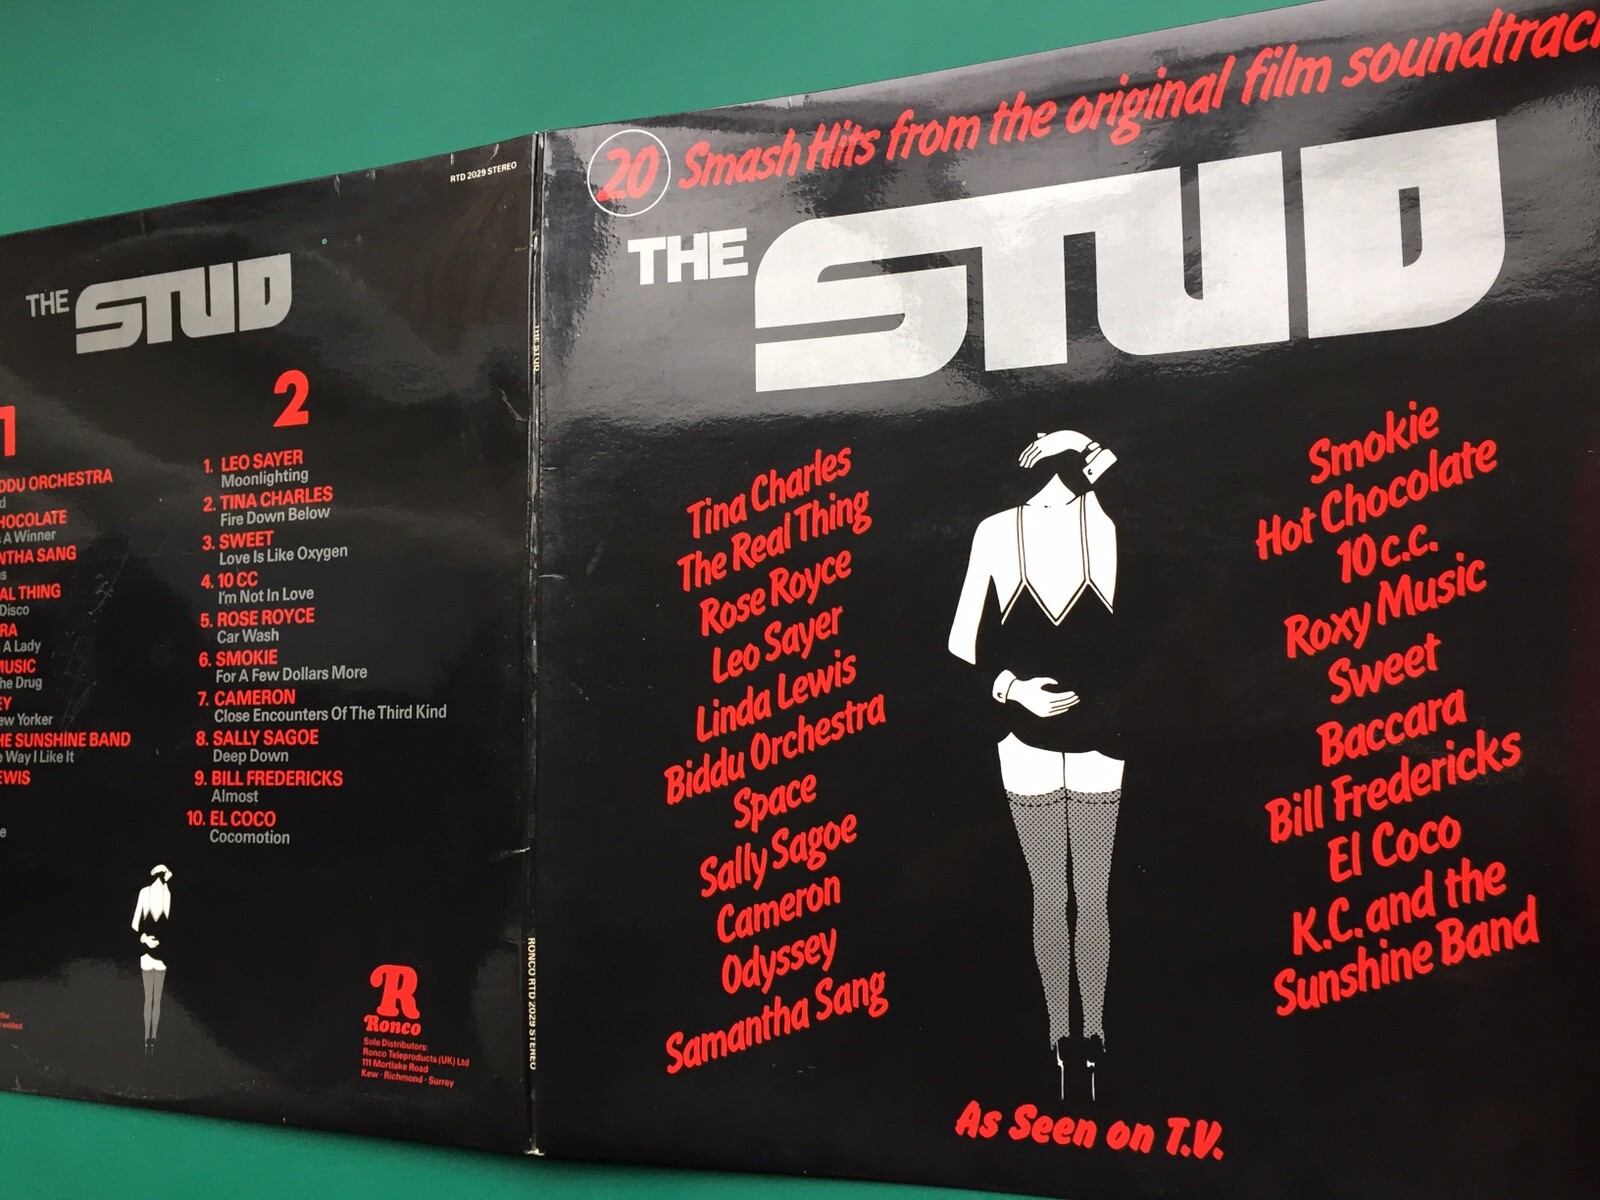 RTD 2029 STEREO
THE STUD
1
DDU ORCHESTRA
d
HOCOLATE
A Winner
NTHA SANG
AL THING
Disco
RA
A Lady
MUSIC
he Drug
EY
ew Yorker
HE SUNSHINE BAND
Way I Like It
EWIS
e
2
1. LEO SAYER
Moonlighting
2. TINA CHARLES
Fire Down Below
3. SWEET
Love Is Like Oxygen
4. 10 CC
I'm Not In Love
5. ROSE ROYCE
Car Wash
6. SMOKIE
For A Few Dollars More
7. CAMERON
Close Encounters Of The Third Kind
8. SALLY SAGOE
Deep Down
9. BILL FREDERICKS
Almost
10. EL COCO
Cocomotion
R
Ronco
Sole Distributors:
Ronco Teleproducts (UK) Ltd
111 Mortlake Road
Kew · Richmond · Surrey
THE STUD
RONCO RTD 2029 STEREO
20 Smash Hits from the original film soundtrac
THE STUD
Tina Charles
The Real Thing
Rose Royce
Leo Sayer
Linda Lewis
Biddu Orchestra
Space
Sally Sagoe
Cameron
Odyssey
Samantha Sang
Smokie
Hot Chocolate
10 c.c.
Roxy Music
Sweet
Baccara
Bill Fredericks
El Coco
K.C. and the
Sunshine Band
As Seen on T.V.